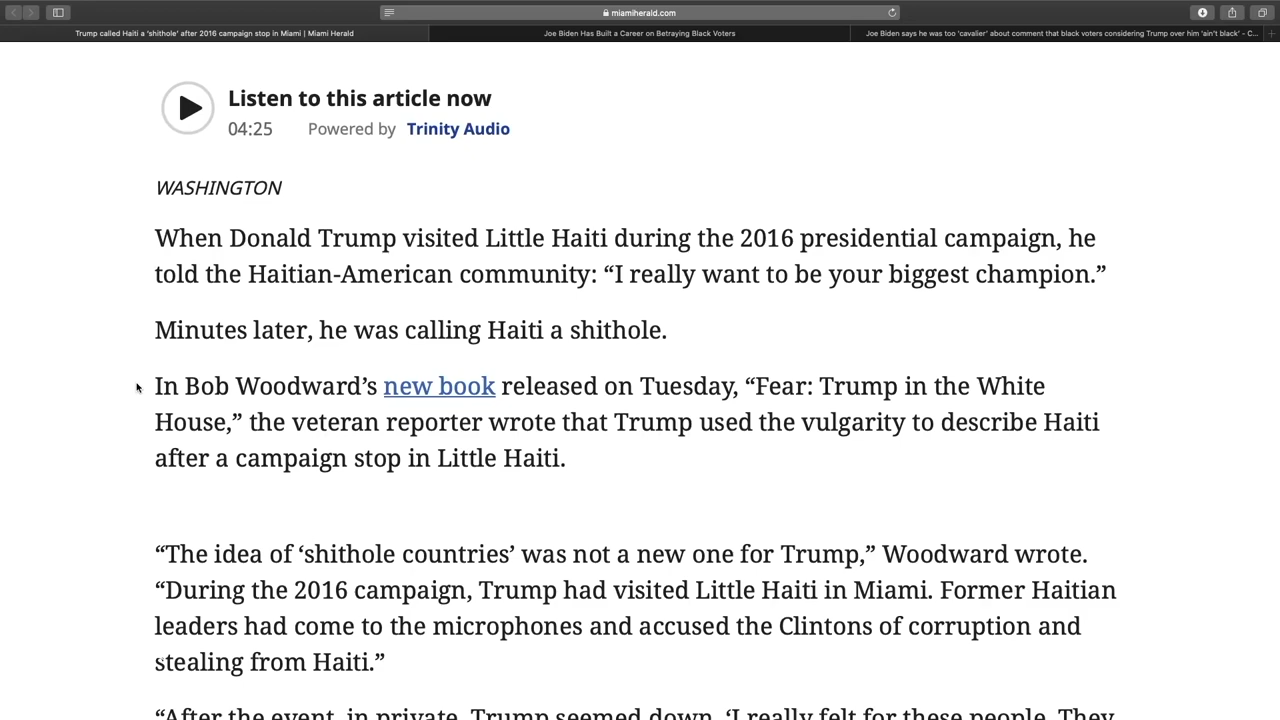 miamiherald.com
Trump called Haiti a ‘shithole’ after 2016 campaign stop in Miami | Miami Herald
Joe Biden Has Built a Career on Betraying Black Voters
Joe Biden says he was too ‘cavalier’ about comment that black voters considering Trump over him ‘ain’t black’ - C...
Listen to this article now
04:25 Powered by Trinity Audio
WASHINGTON
When Donald Trump visited Little Haiti during the 2016 presidential campaign, he
told the Haitian-American community: “I really want to be your biggest champion.”
Minutes later, he was calling Haiti a shithole.
In Bob Woodward’s new book released on Tuesday, “Fear: Trump in the White
House,” the veteran reporter wrote that Trump used the vulgarity to describe Haiti
after a campaign stop in Little Haiti.
“The idea of ‘shithole countries’ was not a new one for Trump,” Woodward wrote.
“During the 2016 campaign, Trump had visited Little Haiti in Miami. Former Haitian
leaders had come to the microphones and accused the Clintons of corruption and
stealing from Haiti.”
“After the event, in private, Trump seemed down. ‘I really felt for these people. They